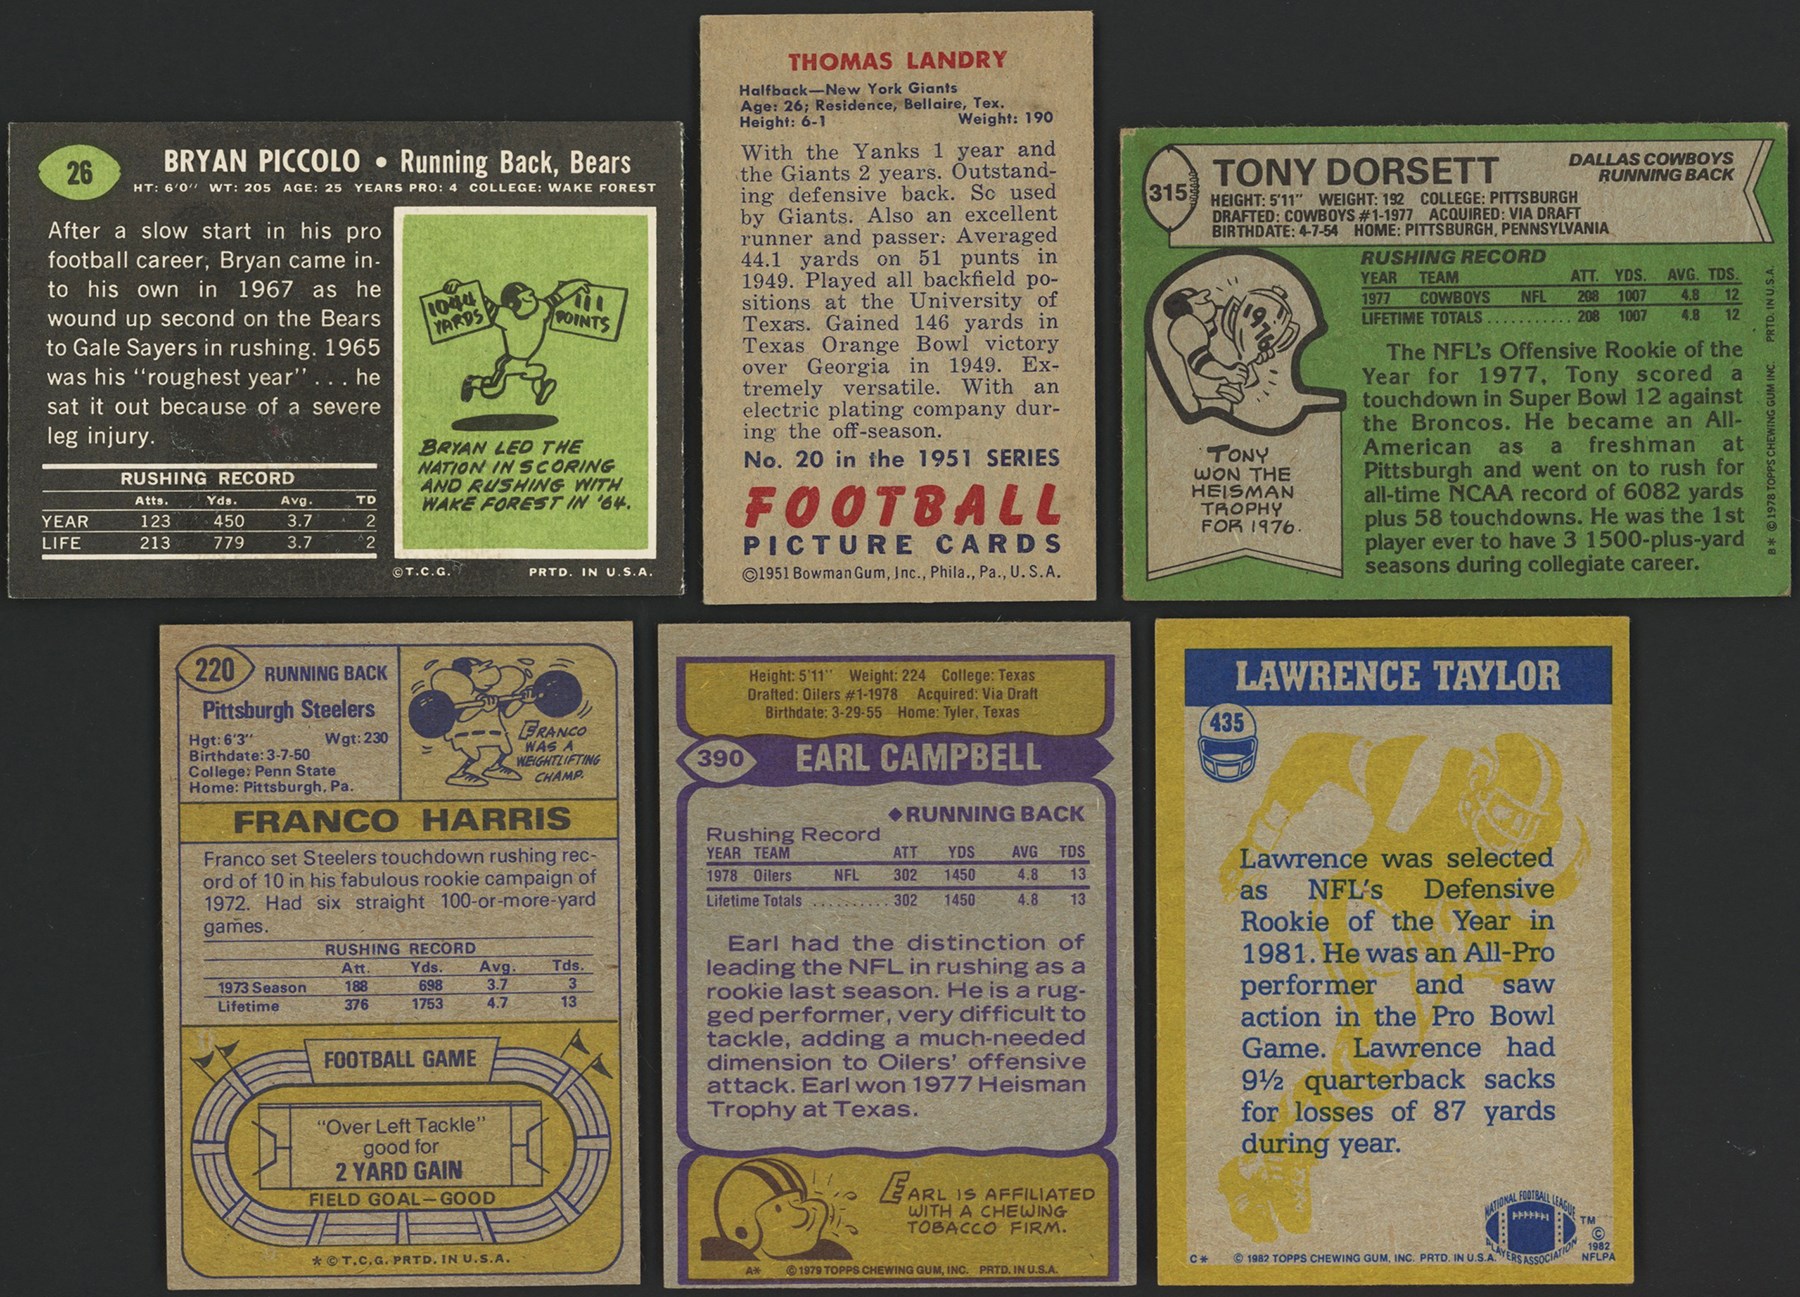 26
BRYAN PICCOLO • Running Back, Bears
HT: 6'0" WT: 205 AGE: 25 YEARS PRO: 4 COLLEGE: WAKE FOREST
After a slow start in his pro
football career, Bryan came in-
to his own in 1967 as he
wound up second on the Bears
to Gale Sayers in rushing. 1965
was his "roughest year" . . . he
sat it out because of a severe
leg injury.
RUSHING RECORD
Atts. Yds. Avg. TD
YEAR 123 450 3.7 2
LIFE 213 779 3.7 2
1044
YARDS
111
POINTS
BRYAN LED THE
NATION IN SCORING
AND RUSHING WITH
WAKE FOREST IN '64.
©T.C.G. PRTD. IN U.S.A.
THOMAS LANDRY
Halfback—New York Giants
Age: 26; Residence, Bellaire, Tex.
Height: 6-1 Weight: 190
With the Yanks 1 year and
the Giants 2 years. Outstand-
ing defensive back. So used
by Giants. Also an excellent
runner and passer. Averaged
44.1 yards on 51 punts in
1949. Played all backfield po-
sitions at the University of
Texas. Gained 146 yards in
Texas Orange Bowl victory
over Georgia in 1949. Ex-
tremely versatile. With an
electric plating company dur-
ing the off-season.
No. 20 in the 1951 SERIES
FOOTBALL
PICTURE CARDS
©1951 Bowman Gum, Inc., Phila., Pa., U.S.A.
315
TONY DORSETT
DALLAS COWBOYS
RUNNING BACK
HEIGHT: 5'11" WEIGHT: 192 COLLEGE: PITTSBURGH
DRAFTED: COWBOYS #1-1977 ACQUIRED: VIA DRAFT
BIRTHDATE: 4-7-54 HOME: PITTSBURGH, PENNSYLVANIA
RUSHING RECORD
YEAR TEAM ATT. YDS. AVG. TDS.
1977 COWBOYS NFL 208 1007 4.8 12
LIFETIME TOTALS ........... 208 1007 4.8 12
1976
TONY
WON THE
HEISMAN
TROPHY
FOR 1976.
The NFL's Offensive Rookie of the
Year for 1977, Tony scored a
touchdown in Super Bowl 12 against
the Broncos. He became an All-
American as a freshman at
Pittsburgh and went on to rush for
all-time NCAA record of 6082 yards
plus 58 touchdowns. He was the 1st
player ever to have 3 1500-plus-yard
seasons during collegiate career.
B* © 1978 TOPPS CHEWING GUM INC. PRTD. IN U.S.A.
220 RUNNING BACK
Pittsburgh Steelers
Hgt: 6'3" Wgt: 230
Birthdate: 3-7-50
College: Penn State
Home: Pittsburgh, Pa.
FRANCO
WAS A
WEIGHTLIFTING
CHAMP.
FRANCO HARRIS
Franco set Steelers touchdown rushing rec-
ord of 10 in his fabulous rookie campaign of
1972. Had six straight 100-or-more-yard
games.
RUSHING RECORD
Att. Yds. Avg. Tds.
1973 Season 188 698 3.7 3
Lifetime 376 1753 4.7 13
FOOTBALL GAME
"Over Left Tackle"
good for
2 YARD GAIN
FIELD GOAL—GOOD
* © T.C.G. PRTD. IN U.S.A.
Height: 5'11" Weight: 224 College: Texas
Drafted: Oilers #1-1978 Acquired: Via Draft
Birthdate: 3-29-55 Home: Tyler, Texas
390 EARL CAMPBELL
◆RUNNING BACK
Rushing Record
YEAR TEAM ATT YDS AVG TDS
1978 Oilers NFL 302 1450 4.8 13
Lifetime Totals .......... 302 1450 4.8 13
Earl had the distinction of
leading the NFL in rushing as a
rookie last season. He is a rug-
ged performer, very difficult to
tackle, adding a much-needed
dimension to Oilers' offensive
attack. Earl won 1977 Heisman
Trophy at Texas.
EARL IS AFFILIATED
WITH A CHEWING
TOBACCO FIRM.
A* © 1979 TOPPS CHEWING GUM, INC. PRTD. IN U.S.A.
LAWRENCE TAYLOR
435
Lawrence was selected
as NFL's Defensive
Rookie of the Year in
1981. He was an All-Pro
performer and saw
action in the Pro Bowl
Game. Lawrence had
9½ quarterback sacks
for losses of 87 yards
during year.
NATIONAL FOOTBALL LEAGUE
PLAYERS ASSOCIATION
TM
©
1982
NFLPA
C* © 1982 TOPPS CHEWING GUM, INC. PRTD. IN U.S.A.